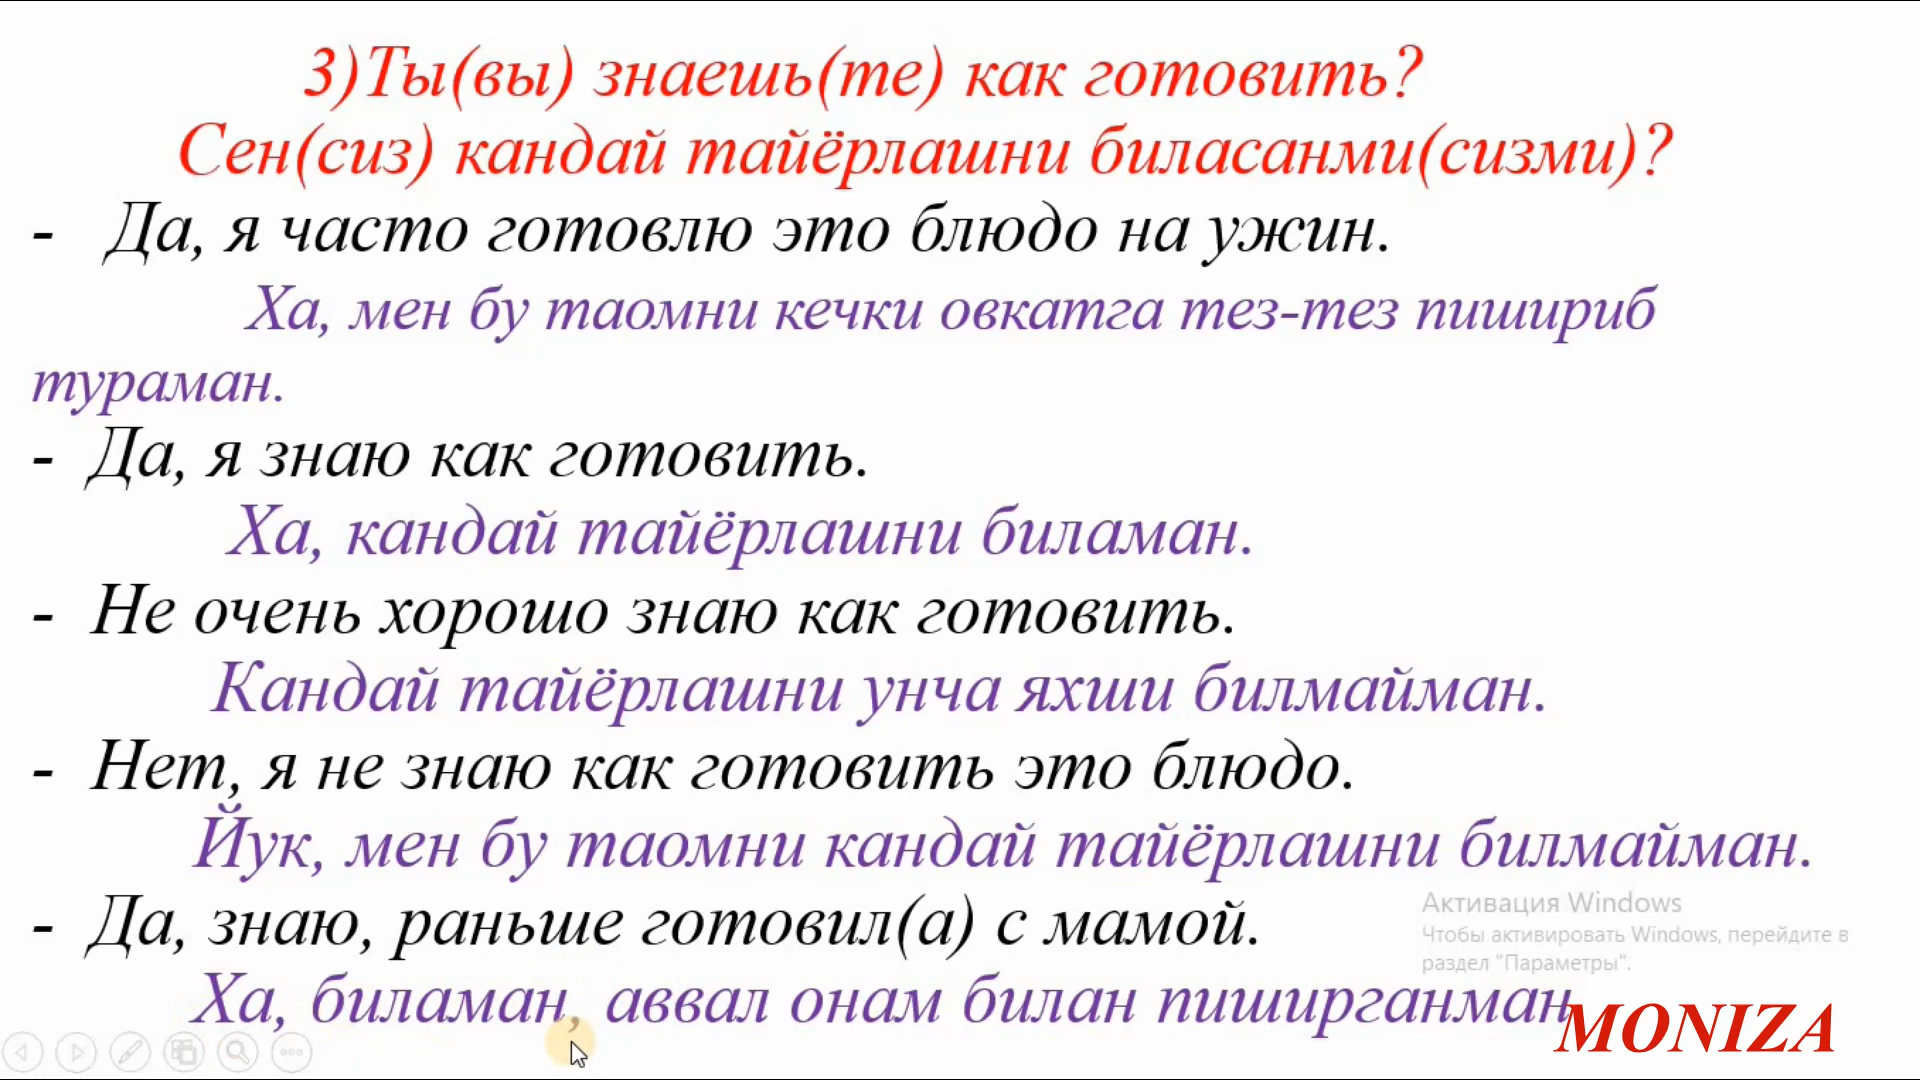 3)Ты(вы) знаешь(те) как готовить?
Сен(сиз) кандай тайёрлашни биласанми(сизми)?
- Да, я часто готовлю это блюдо на ужин.
Ха, мен бу таомни кечки овкатга тез-тез пишириб
тураман.
- Да, я знаю как готовить.
Ха, кандай тайёрлашни биламан.
- Не очень хорошо знаю как готовить.
Кандай тайёрлашни унча яхши билмайман.
- Нет, я не знаю как готовить это блюдо.
Йук, мен бу таомни кандай тайёрлашни билмайман.
- Да, знаю, раньше готовил(а) с мамой.
Активация Windows
Чтобы активировать Windows, перейдите в
раздел "Параметры".
Ха, биламан, аввал онам билан пиширганман
MONIZA